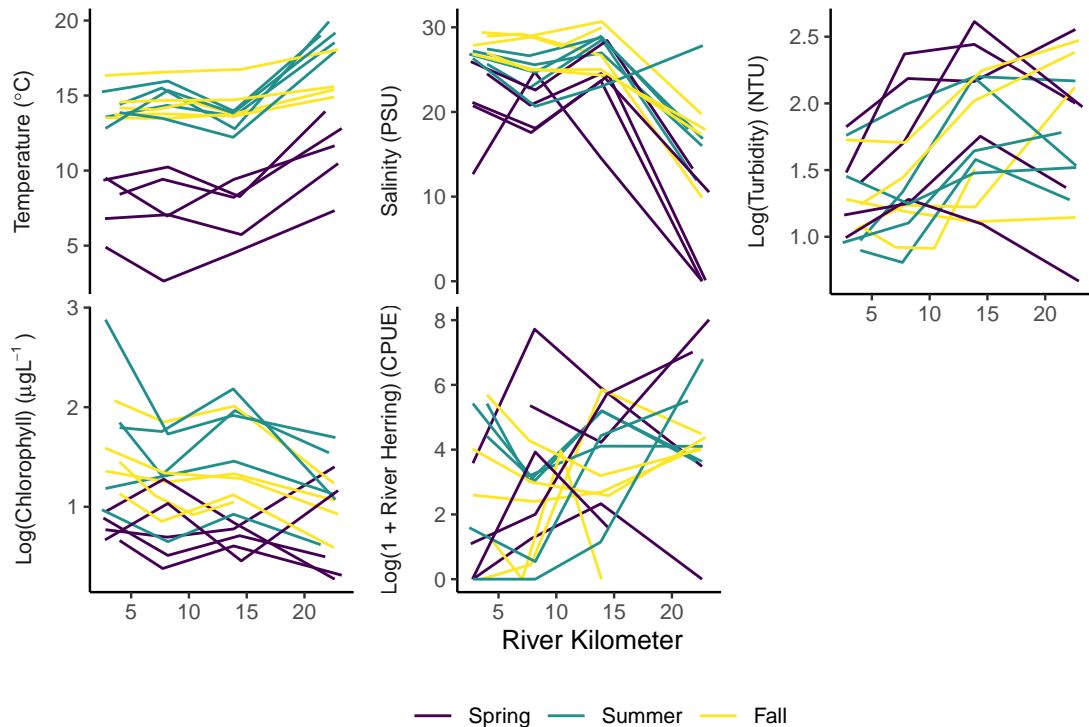 Temperature (°C)
20
15
10
5
Salinity (PSU)
30
20
10
0
Log(Turbidity) (NTU)
2.5
2.0
1.5
1.0
5 10 15 20
Log(Chlorophyll) (μgL⁻¹ )
3
2
1
5 10 15 20
Log(1 + River Herring) (CPUE)
8
6
4
2
0
5 10 15 20
River Kilometer
Spring Summer Fall